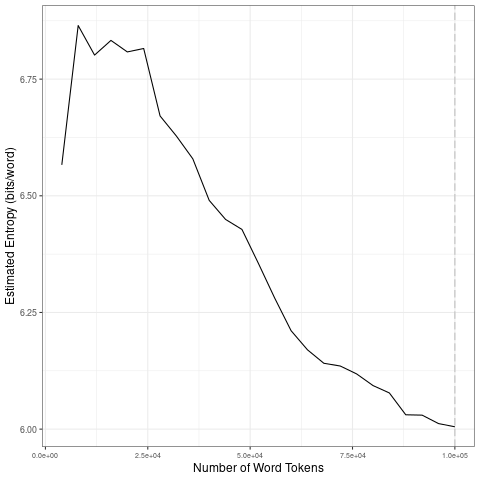 Estimated Entropy (bits/word)
6.75
6.50
6.25
6.00
0.0e+00 2.5e+04 5.0e+04 7.5e+04 1.0e+05
Number of Word Tokens